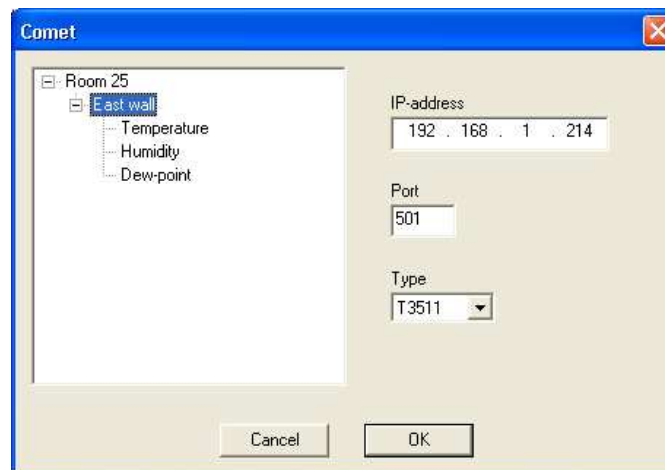 Comet
Room 25
East wall
Temperature
Humidity
Dew-point
IP-address
192 . 168 . 1 . 214
Port
501
Type
T3511
Cancel
OK